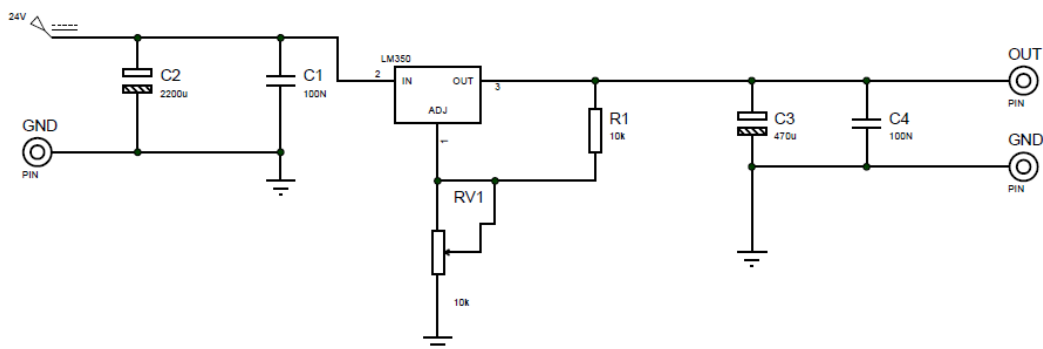 24V
C2
2200u
C1
100N
GND
PIN
LM350
2
IN
OUT
3
ADJ
1
R1
10k
RV1
10k
C3
470u
C4
100N
OUT
PIN
GND
PIN